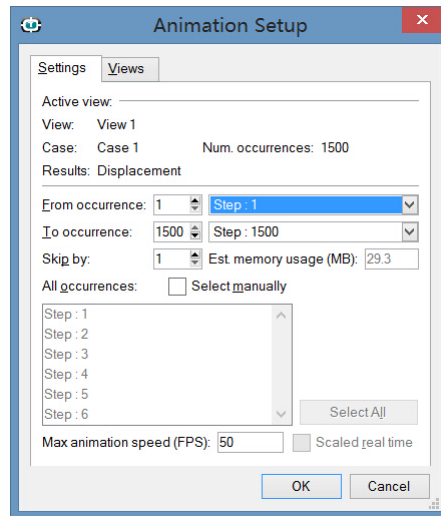 Animation Setup
Settings Views
Active view:
View: View 1
Case: Case 1 Num. occurrences: 1500
Results: Displacement
From occurrence: 1 Step : 1
To occurrence: 1500 Step : 1500
Skip by: 1 Est. memory usage (MB): 29.3
All occurrences: Select manually
Step : 1
Step : 2
Step : 3
Step : 4
Step : 5
Step : 6
Select All
Max animation speed (FPS): 50 Scaled real time
OK Cancel